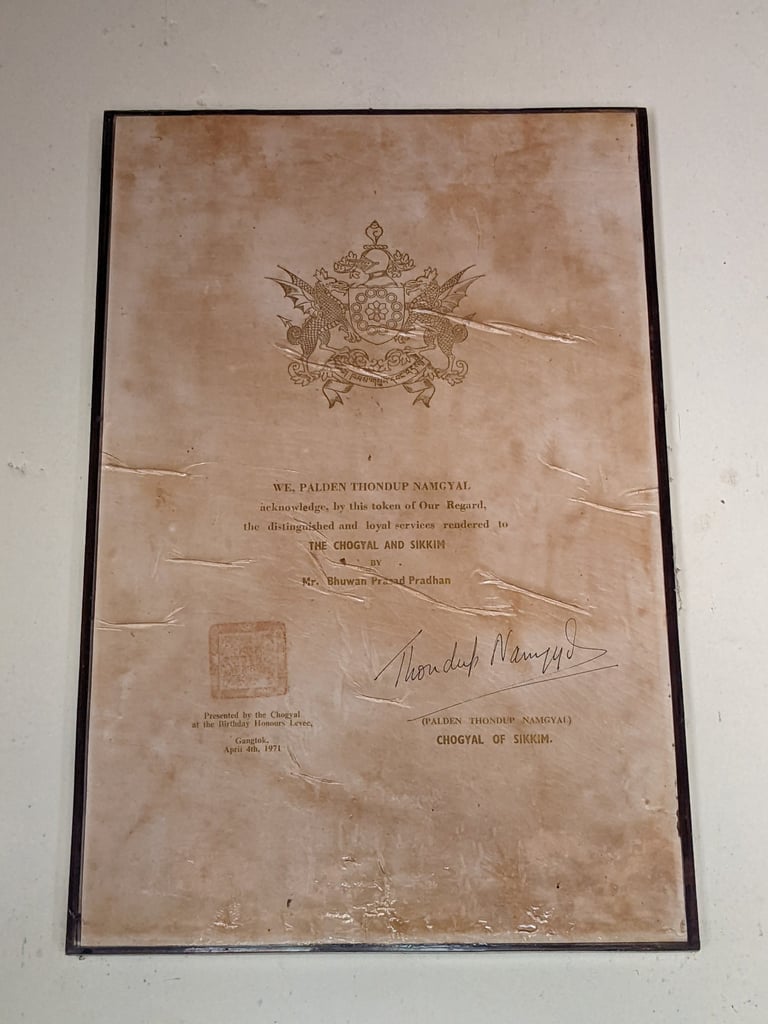 WE, PALDEN THONDUP NAMGYAL
acknowledge, by this token of Our Regard,
the distinguished and loyal services rendered to
THE CHOGYAL AND SIKKIM
BY
Mr. Bhuwan Prasad Pradhan
Thondup Namgyal
Presented by the Chogyal
at the Birthday Honours Levee,
Gangtok,
April 4th, 1971
(PALDEN THONDUP NAMGYAL)
CHOGYAL OF SIKKIM.